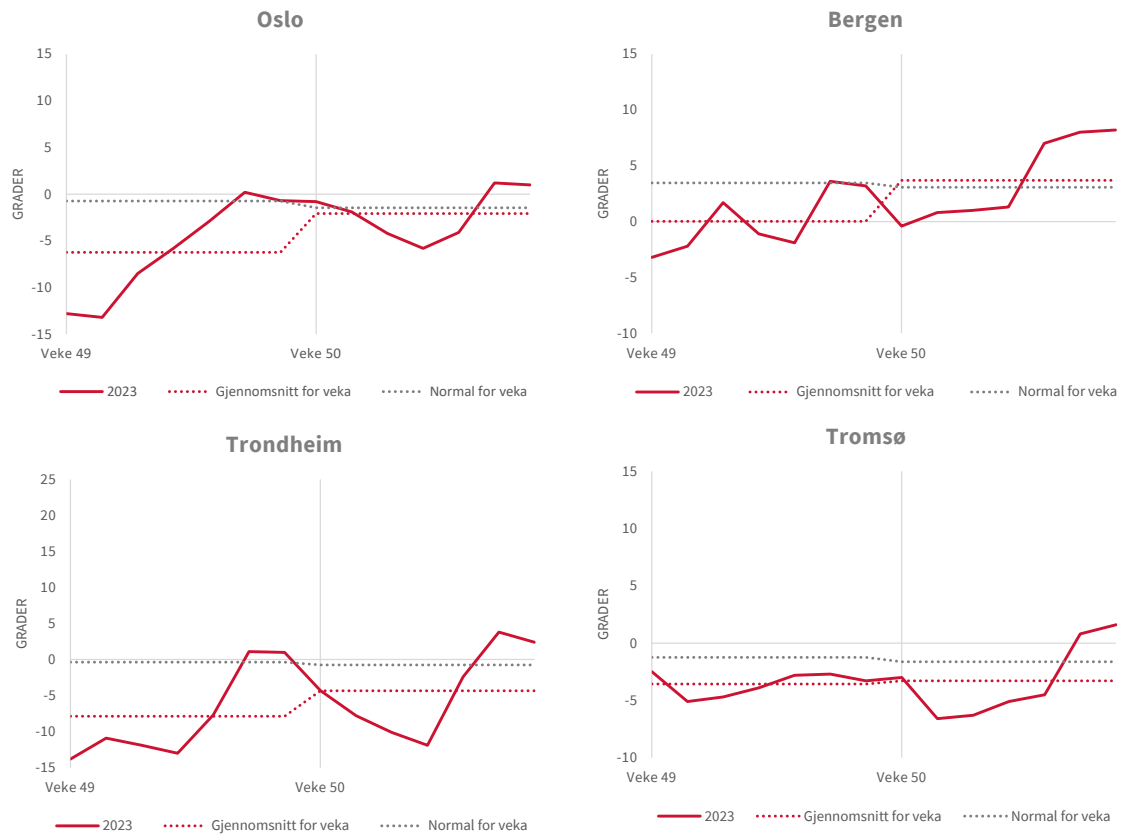 Oslo
15
10
5
0
-5
-10
-15
GRADER
Veke 49
Veke 50
2023
Gjennomsnitt for veka
Normal for veka
Bergen
15
10
5
0
-5
-10
GRADER
Veke 49
Veke 50
2023
Gjennomsnitt for veka
Normal for veka
Trondheim
25
20
15
10
5
0
-5
-10
-15
GRADER
Veke 49
Veke 50
2023
Gjennomsnitt for veka
Normal for veka
Tromsø
15
10
5
0
-5
-10
GRADER
Veke 49
Veke 50
2023
Gjennomsnitt for veka
Normal for veka